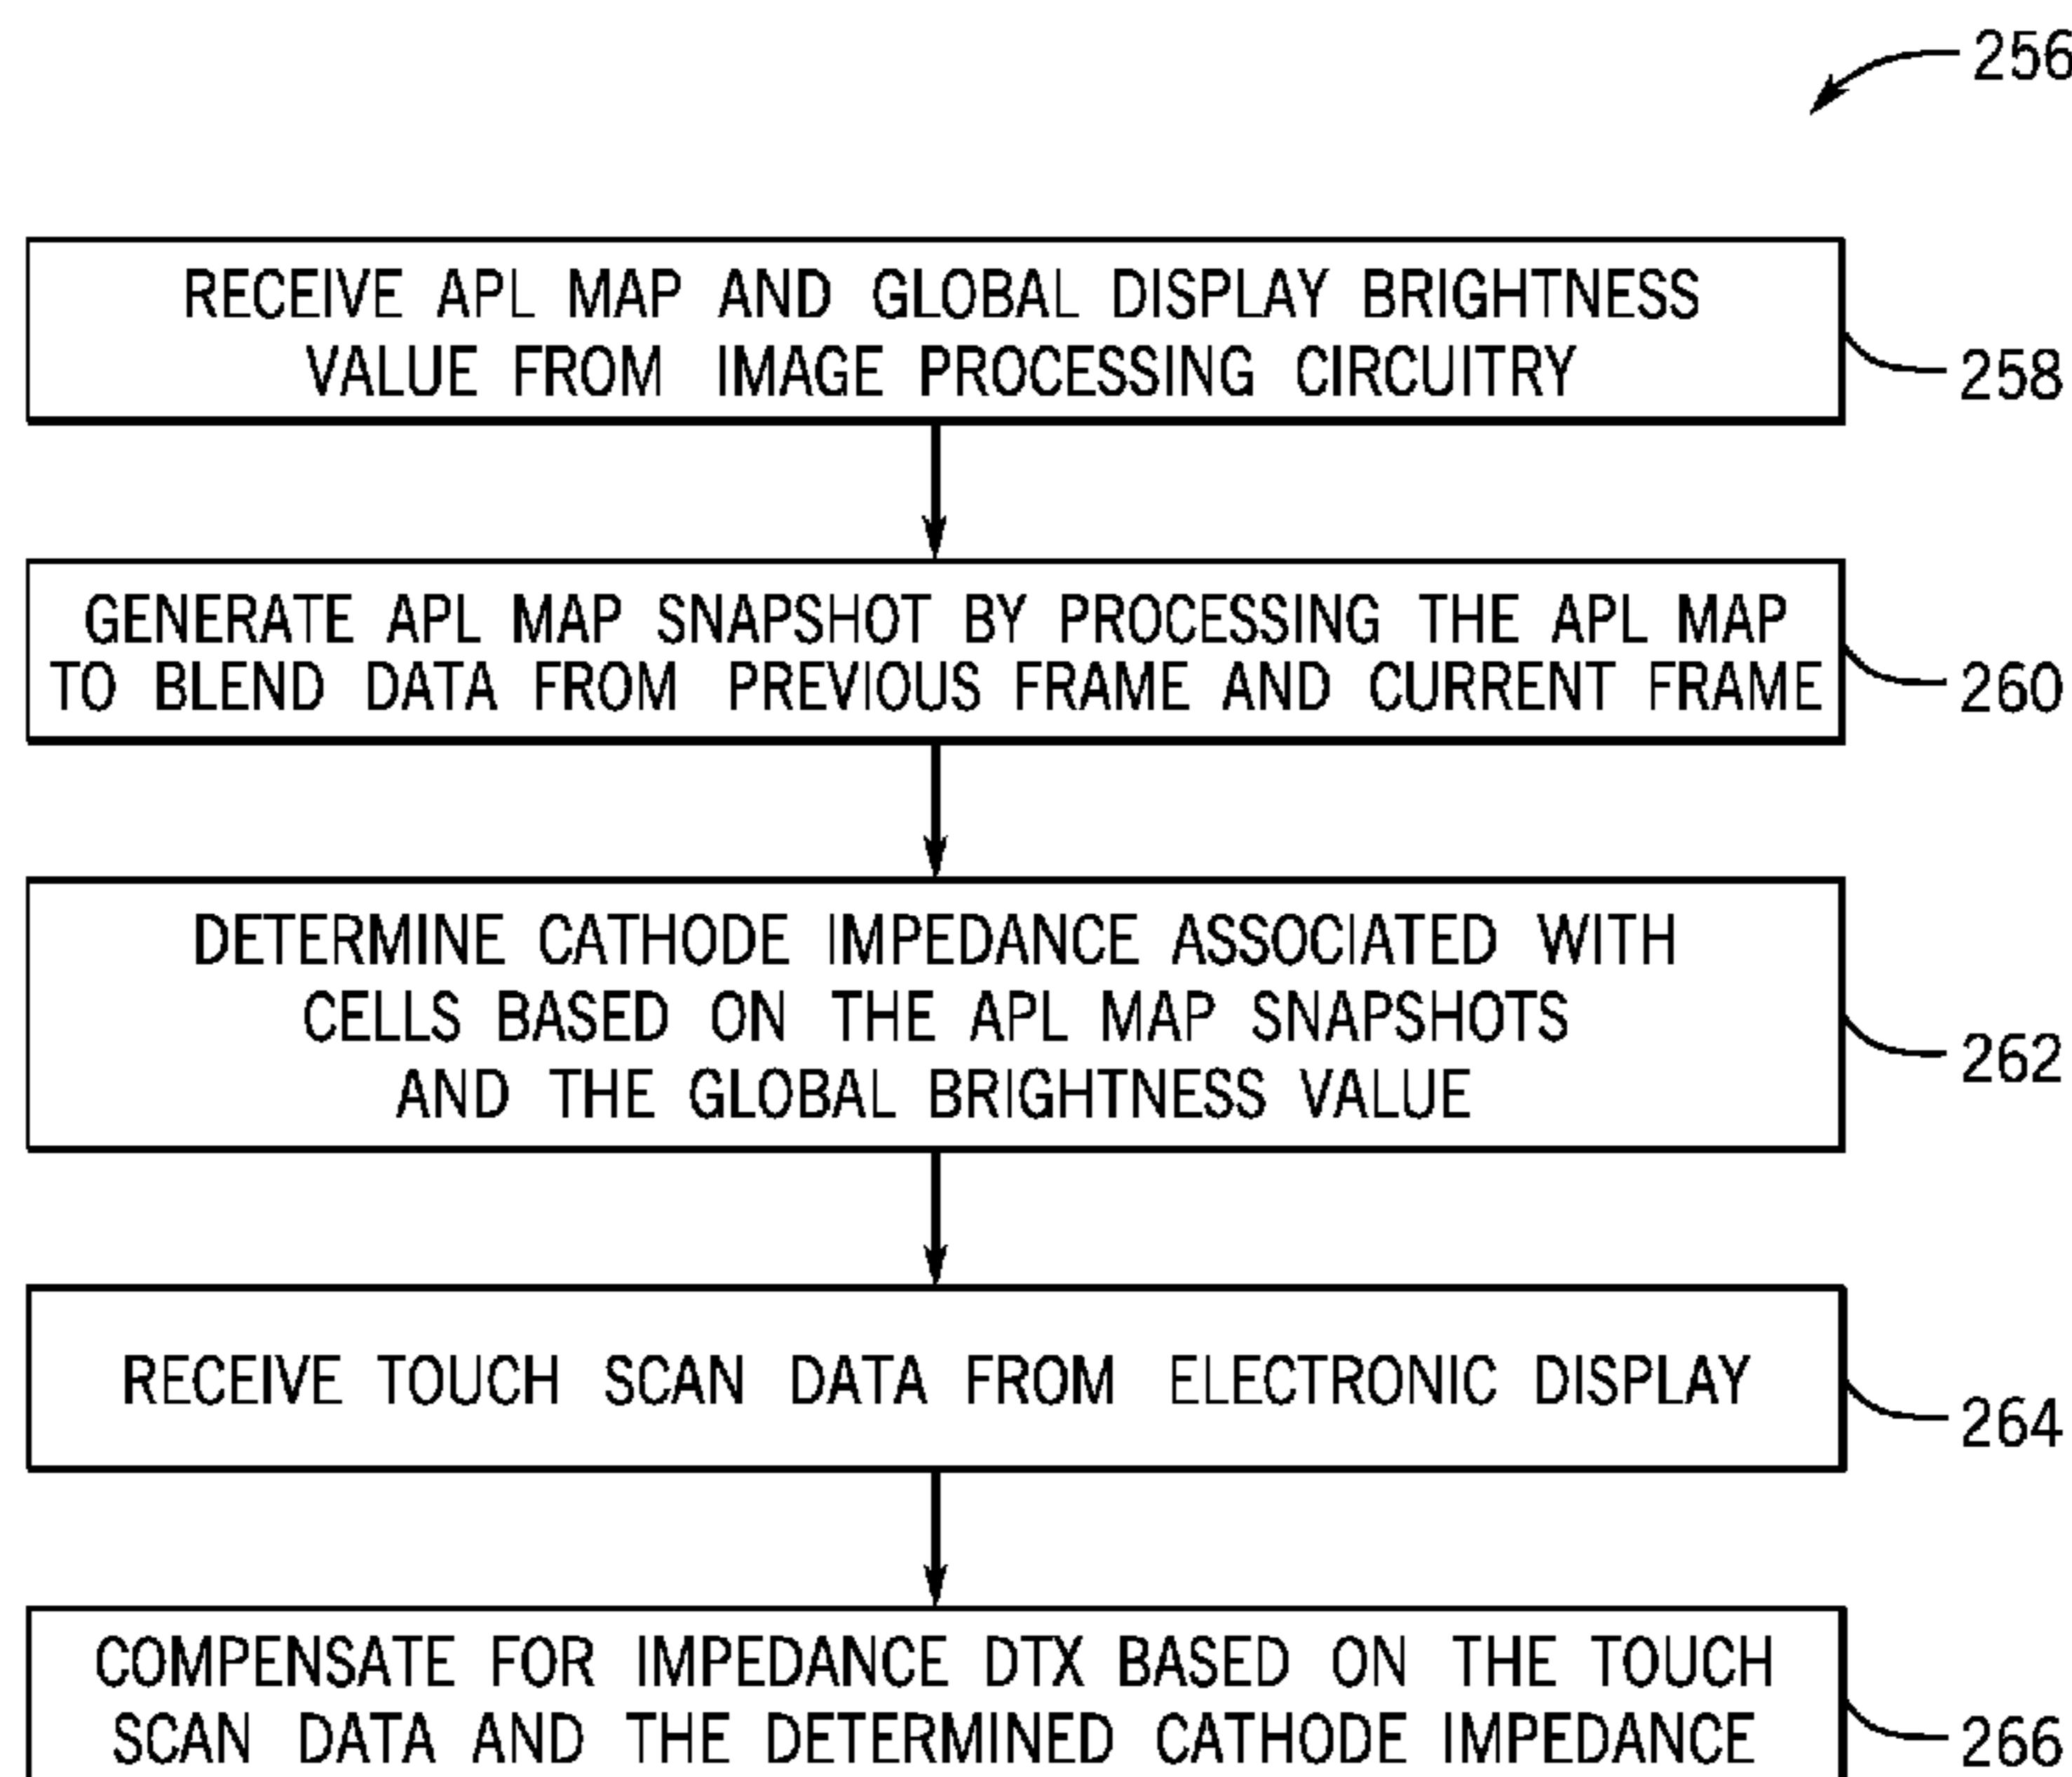 256
RECEIVE APL MAP AND GLOBAL DISPLAY BRIGHTNESS
VALUE FROM IMAGE PROCESSING CIRCUITRY
258
GENERATE APL MAP SNAPSHOT BY PROCESSING THE APL MAP
TO BLEND DATA FROM PREVIOUS FRAME AND CURRENT FRAME
260
DETERMINE CATHODE IMPEDANCE ASSOCIATED WITH
CELLS BASED ON THE APL MAP SNAPSHOTS
AND THE GLOBAL BRIGHTNESS VALUE
262
RECEIVE TOUCH SCAN DATA FROM ELECTRONIC DISPLAY
264
COMPENSATE FOR IMPEDANCE DTX BASED ON THE TOUCH
SCAN DATA AND THE DETERMINED CATHODE IMPEDANCE
266